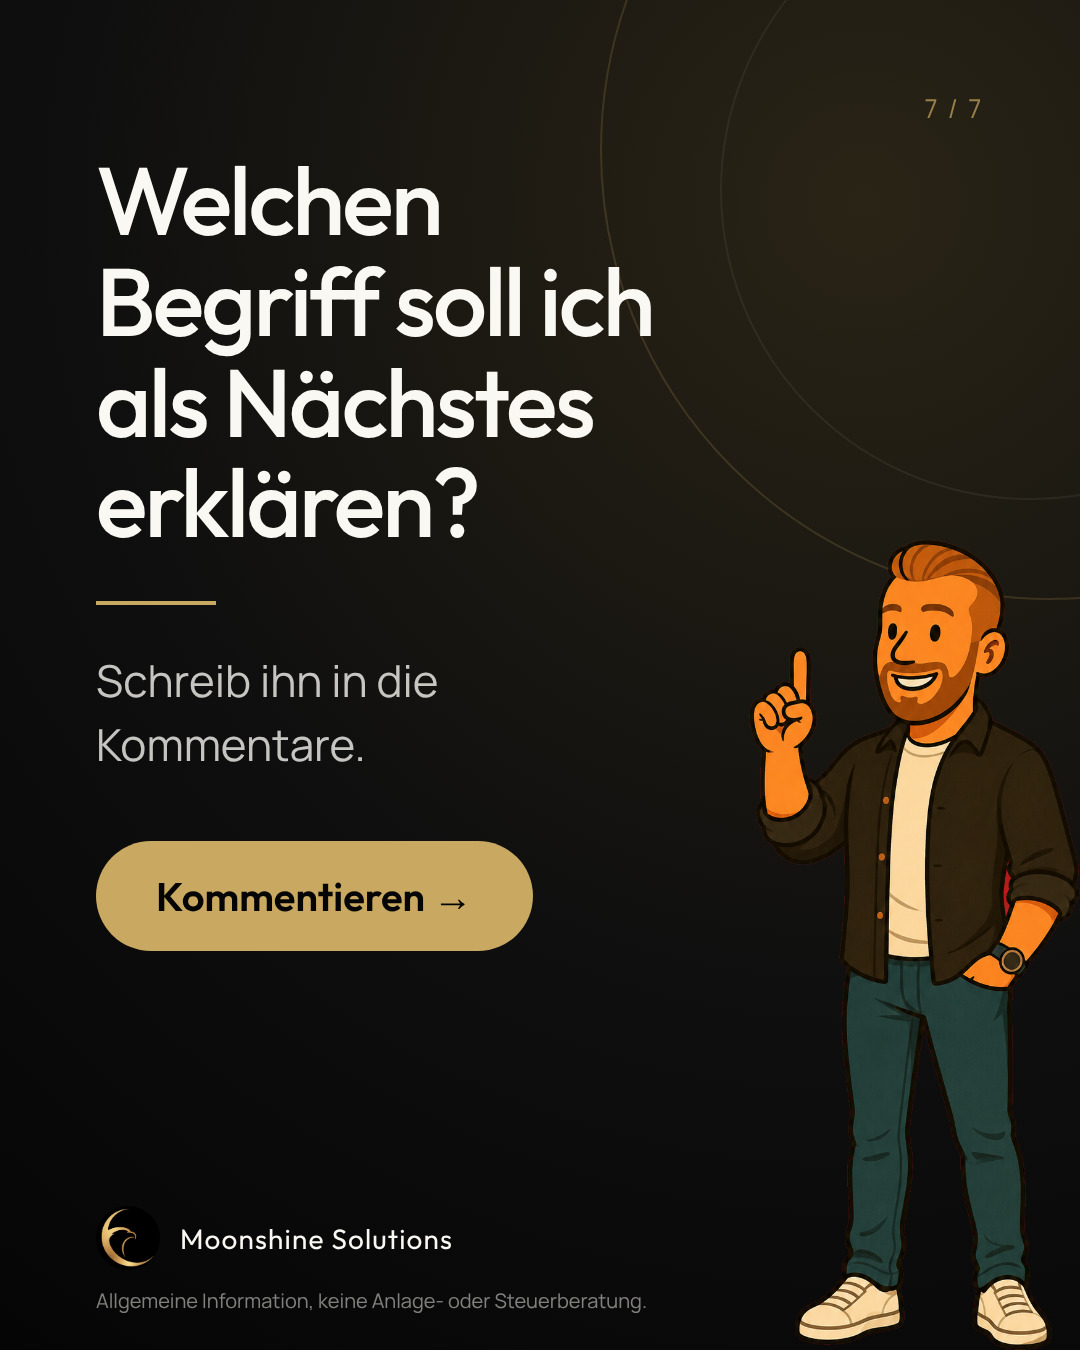 7 / 7
Welchen
Begriff soll ich
als Nächstes
erklären?
Schreib ihn in die
Kommentare.
Kommentieren →
Moonshine Solutions
Allgemeine Information, keine Anlage- oder Steuerberatung.